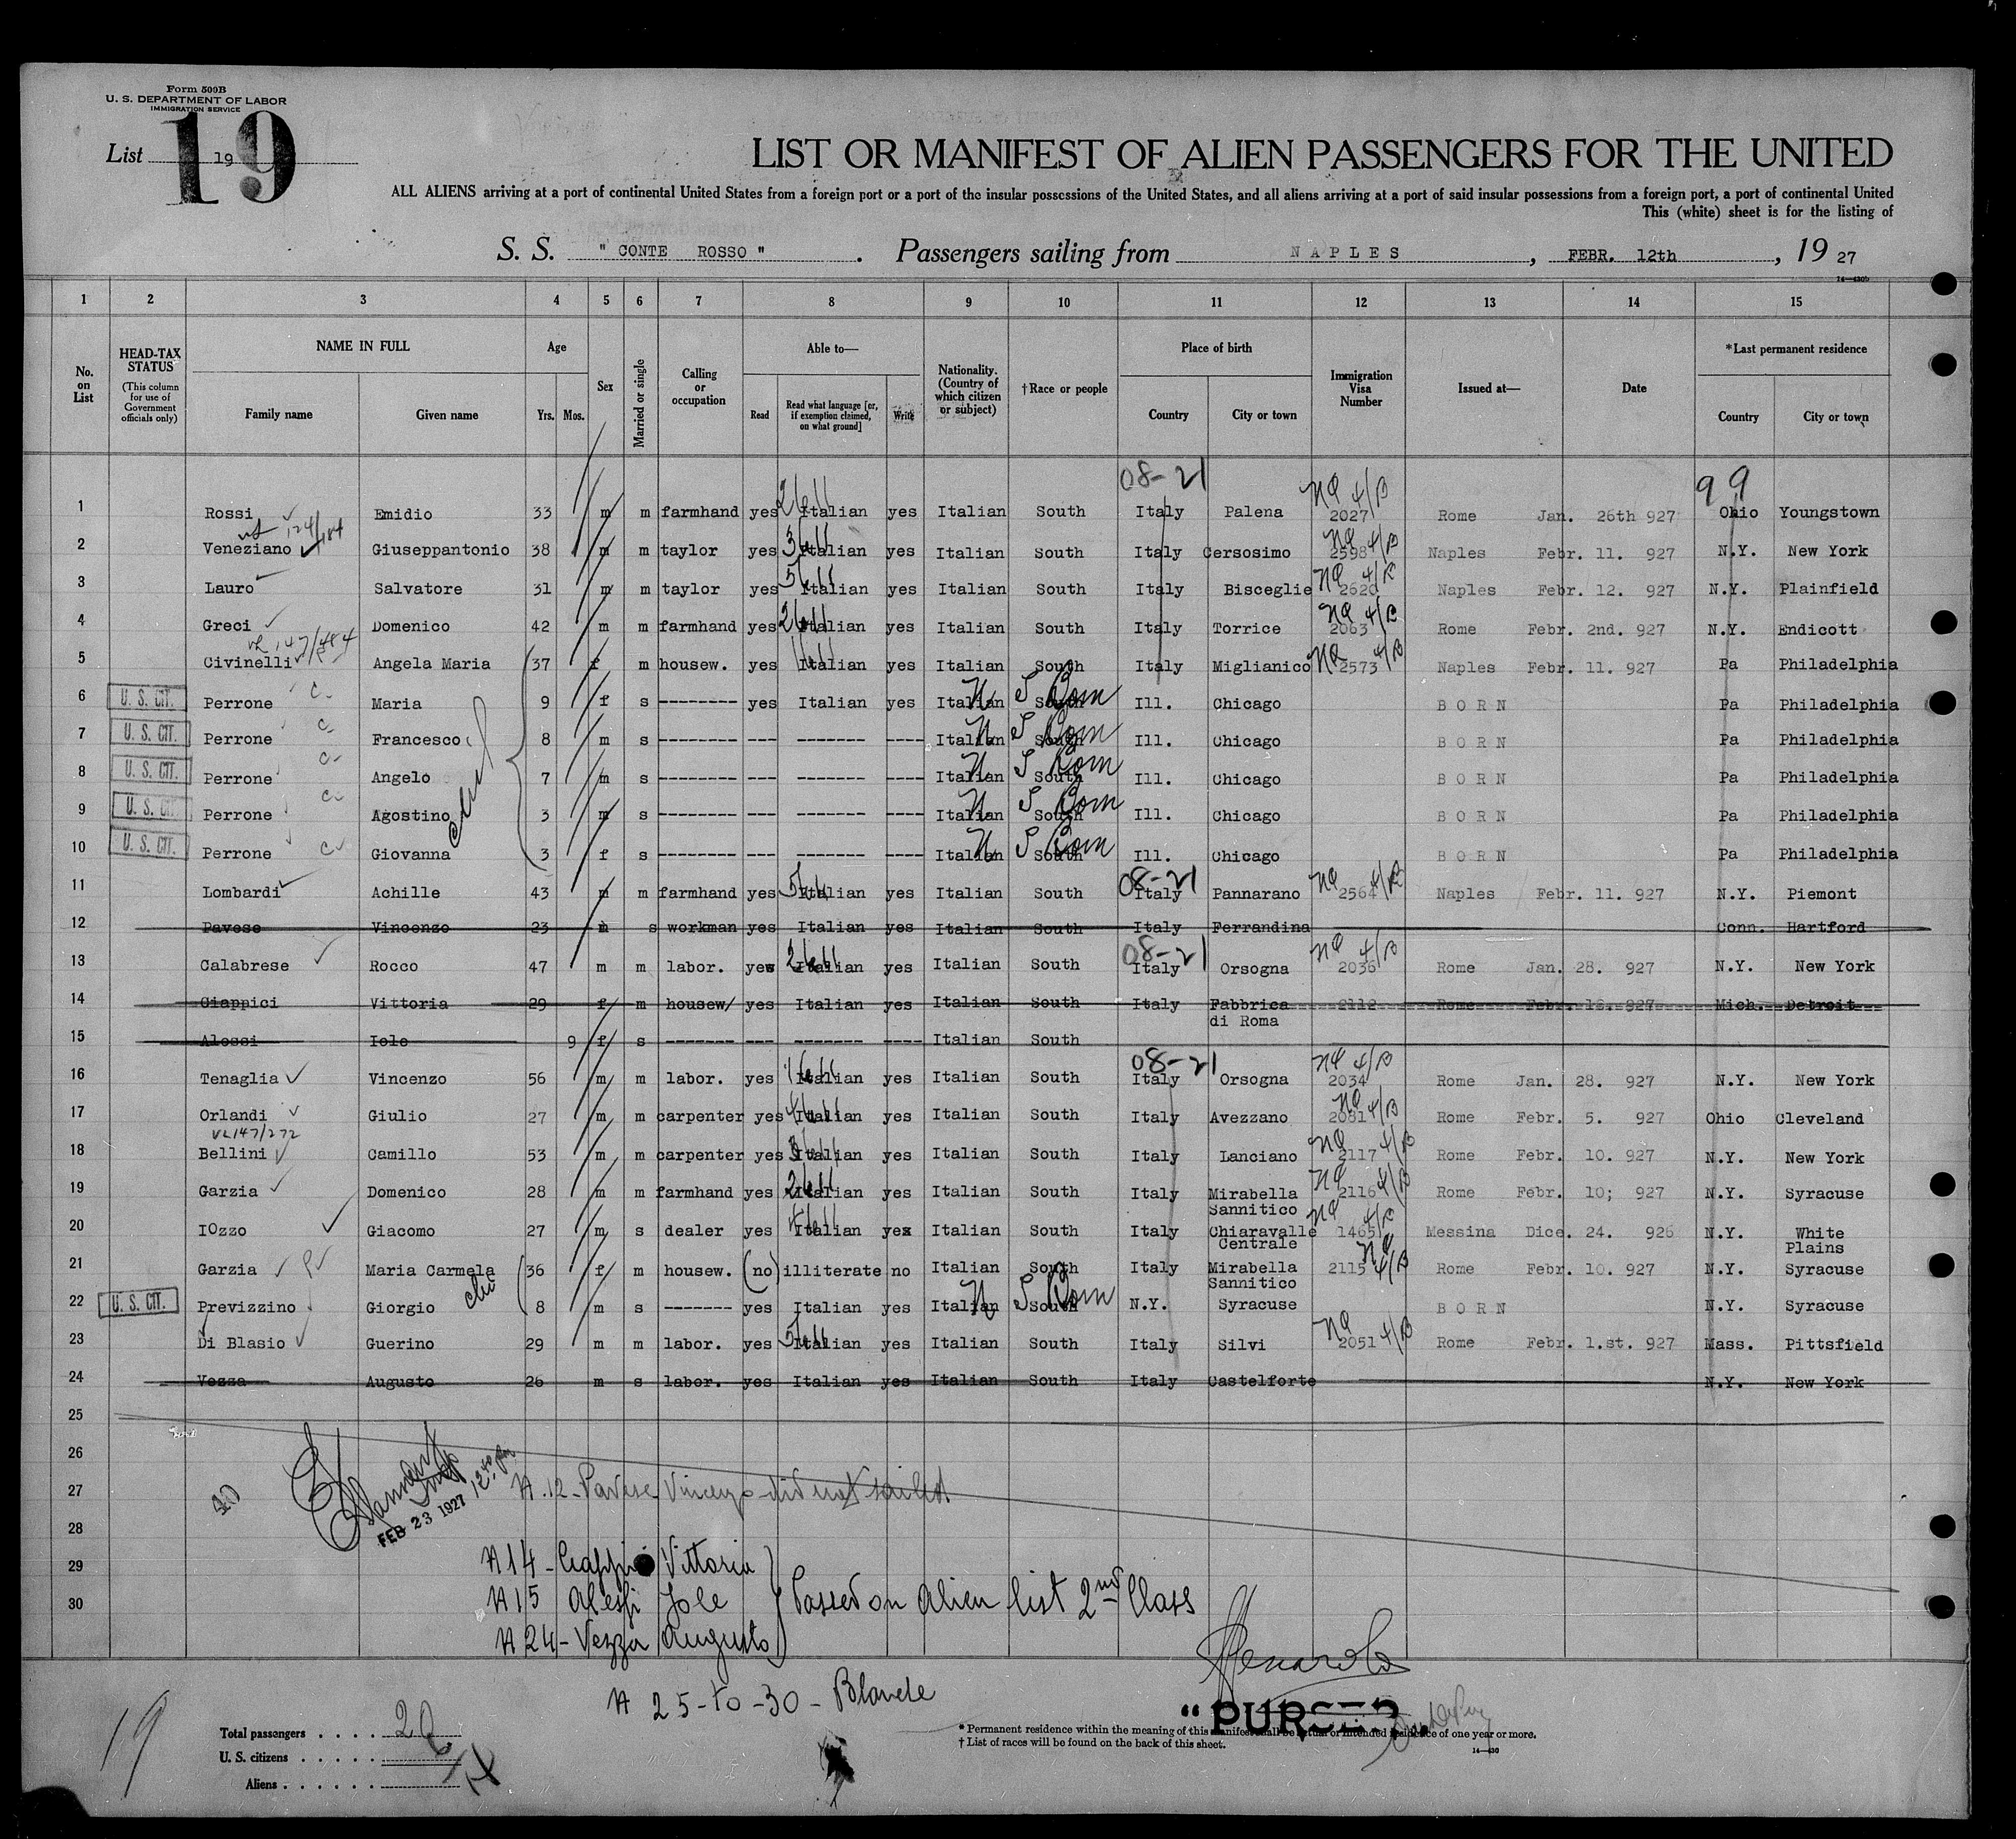 Form 500B
U. S. DEPARTMENT OF LABOR
IMMIGRATION SERVICE
List 19
19
LIST OR MANIFEST OF ALIEN PASSENGERS FOR THE UNITED
ALL ALIENS arriving at a port of continental United States from a foreign port or a port of the insular possessions of the United States, and all aliens arriving at a port of said insular possessions from a foreign port, a port of continental United
This (white) sheet is for the listing of
S. S. " CONTE ROSSO " . Passengers sailing from N A P L E S , FEBR. 12th , 19 27
1 2 3 4 5 6 7 8 9 10 11 12 13 14 15
No. on List
HEAD-TAX STATUS (This column for use of Government officials only)
NAME IN FULL Family name Given name
Age Yrs. Mos.
Sex
Married or single
Calling or occupation
Able to— Read Read what language [or, if exemption claimed, on what ground] Write
Nationality. (Country of which citizen or subject)
†Race or people
Place of birth Country City or town
Immigration Visa Number
Issued at—
Date
*Last permanent residence Country City or town
08-21 99
1 Rossi Emidio 33 m m farmhand yes Italian yes Italian South Italy Palena 2027 Rome Jan. 26th 927 Ohio Youngstown
2 Veneziano Giuseppantonio 38 m m taylor yes Italian yes Italian South Italy Cersosimo 2598 Naples Febr. 11. 927 N.Y. New York
3 Lauro Salvatore 31 m m taylor yes Italian yes Italian South Italy Bisceglie 2620 Naples Febr. 12. 927 N.Y. Plainfield
4 Greci Domenico 42 m m farmhand yes Italian yes Italian South Italy Torrice 2063 Rome Febr. 2nd. 927 N.Y. Endicott
5 Civinelli Angela Maria 37 f m housew. yes Italian yes Italian South Italy Miglianico 2573 Naples Febr. 11. 927 Pa Philadelphia
6 U. S. CIT. Perrone Maria 9 f s -------- yes Italian yes Italian South Ill. Chicago B O R N Pa Philadelphia
7 U. S. CIT. Perrone Francesco 8 m s -------- --- ------- ---- Italian South Ill. Chicago B O R N Pa Philadelphia
8 U. S. CIT. Perrone Angelo 7 m s -------- --- ------- ---- Italian South Ill. Chicago B O R N Pa Philadelphia
9 U. S. CIT. Perrone Agostino 3 m s -------- --- ------- ---- Italian South Ill. Chicago B O R N Pa Philadelphia
10 U. S. CIT. Perrone Giovanna 3 f s -------- --- ------- ---- Italian South Ill. Chicago B O R N Pa Philadelphia
11 Lombardi Achille 43 m m farmhand yes Italian yes Italian South 08-21 Italy Pannarano 2564 Naples Febr. 11. 927 N.Y. Piemont
12 Pavese Vincenzo 23 m s workman yes Italian yes Italian South Italy Ferrandina Conn. Hartford
13 Calabrese Rocco 47 m m labor. yes Italian yes Italian South 08-21 Italy Orsogna 2036 Rome Jan. 28. 927 N.Y. New York
14 Ciappici Vittoria 29 f m housew/ yes Italian yes Italian South Italy Fabbrica di Roma 2112 Rome Febr. 927 Mich. Detroit
15 Alessi Iole 9 f s ------- --- ------- ---- Italian South
16 Tenaglia Vincenzo 56 m m labor. yes Italian yes Italian South 08-21 Italy Orsogna 2034 Rome Jan. 28. 927 N.Y. New York
17 Orlandi Giulio 27 m m carpenter yes Italian yes Italian South Italy Avezzano 2081 Rome Febr. 5. 927 Ohio Cleveland
18 Bellini Camillo 53 m m carpenter yes Italian yes Italian South Italy Lanciano 2117 Rome Febr. 10. 927 N.Y. New York
19 Garzia Domenico 28 m m farmhand yes Italian yes Italian South Italy Mirabella Sannitico 2116 Rome Febr. 10; 927 N.Y. Syracuse
20 IOzzo Giacomo 27 m s dealer yes Italian yes Italian South Italy Chiaravalle Centrale 1465 Messina Dice. 24. 926 N.Y. White Plains
21 Garzia Maria Carmela 36 f m housew. (no) illiterate no Italian South Italy Mirabella Sannitico 2115 Rome Febr. 10. 927 N.Y. Syracuse
22 U. S. CIT. Previzzino Giorgio 8 m s ------- yes Italian yes Italian South N.Y. Syracuse B O R N N.Y. Syracuse
23 Di Blasio Guerino 29 m m labor. yes Italian yes Italian South Italy Silvi 2051 Rome Febr. 1.st. 927 Mass. Pittsfield
24 Vezza Augusto 26 m s labor. yes Italian yes Italian South Italy Castelforte N.Y. New York
25
26
27 N. 12 - Pavese Vincenzo did not sailed.
28 FEB 23 1927
29 N 14 - Vittoria
30 N 15 Alessi Jole } Passed on alien list 2nd Class
N 24 - Vezza Augusto
N 25 - to - 30 - Blanche
"PURSER"
19
Total passengers . . . . 20
U. S. citizens . . . . .
Aliens . . . . . . 14
* Permanent residence within the meaning of this manifest shall be actual or intended residence of one year or more.
† List of races will be found on the back of this sheet.
14—430